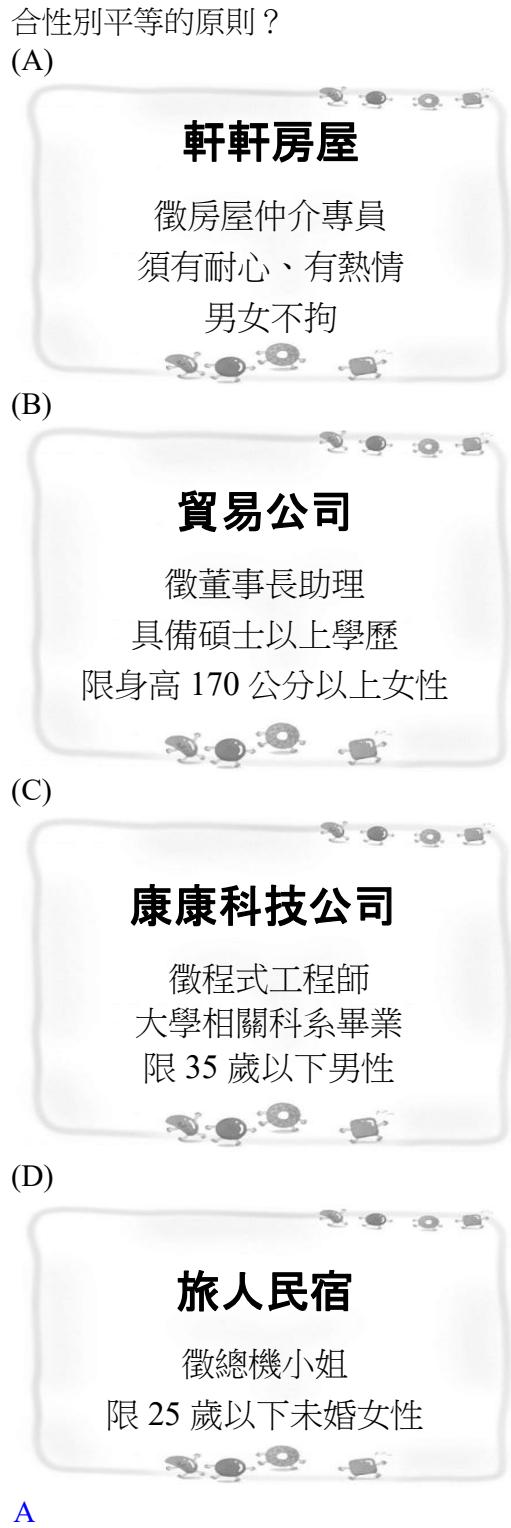 合性別平等的原則？
(A)
軒軒房屋
徵房屋仲介專員
須有耐心、有熱情
男女不拘
(B)
貿易公司
徵董事長助理
具備碩士以上學歷
限身高 170 公分以上女性
(C)
康康科技公司
徵程式工程師
大學相關科系畢業
限 35 歲以下男性
(D)
旅人民宿
徵總機小姐
限 25 歲以下未婚女性
A